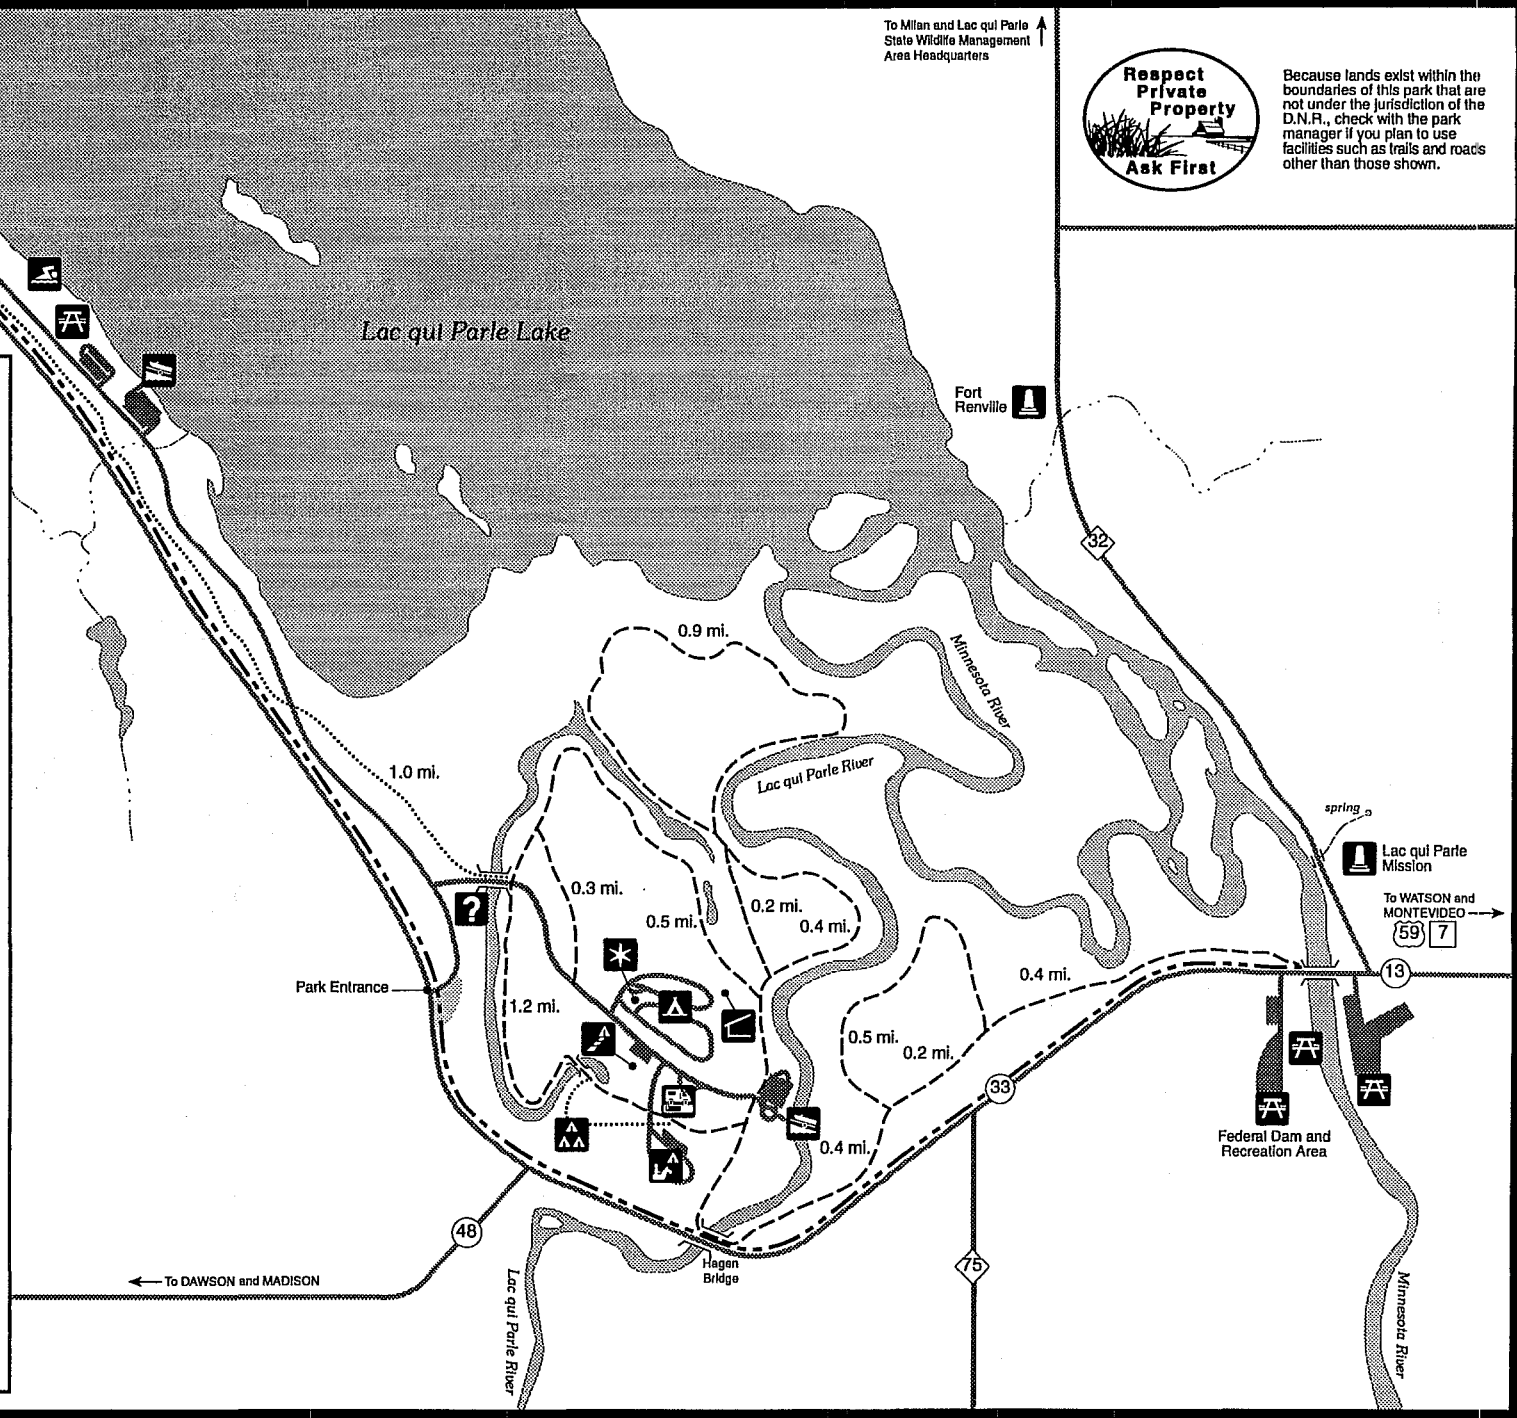 To Milan and Lac qui Parle
State Wildlife Management
Area Headquarters
Respect
Private
Property
Ask First
Because lands exist within the
boundaries of this park that are
not under the jurisdiction of the
D.N.R., check with the park
manager if you plan to use
facilities such as trails and roads
other than those shown.
Lac qui Parle Lake
Fort
Renville
32
0.9 mi.
Minnesota River
Lac qui Parle River
1.0 mi.
spring
Lac qui Parle
Mission
To WATSON and
MONTEVIDEO
59
7
13
?
0.3 mi.
0.5 mi.
0.2 mi.
0.4 mi.
0.4 mi.
Park Entrance
1.2 mi.
0.5 mi.
0.2 mi.
33
0.4 mi.
Federal Dam and
Recreation Area
48
75
Hagen
Bridge
To DAWSON and MADISON
Lac qui Parle River
Minnesota River